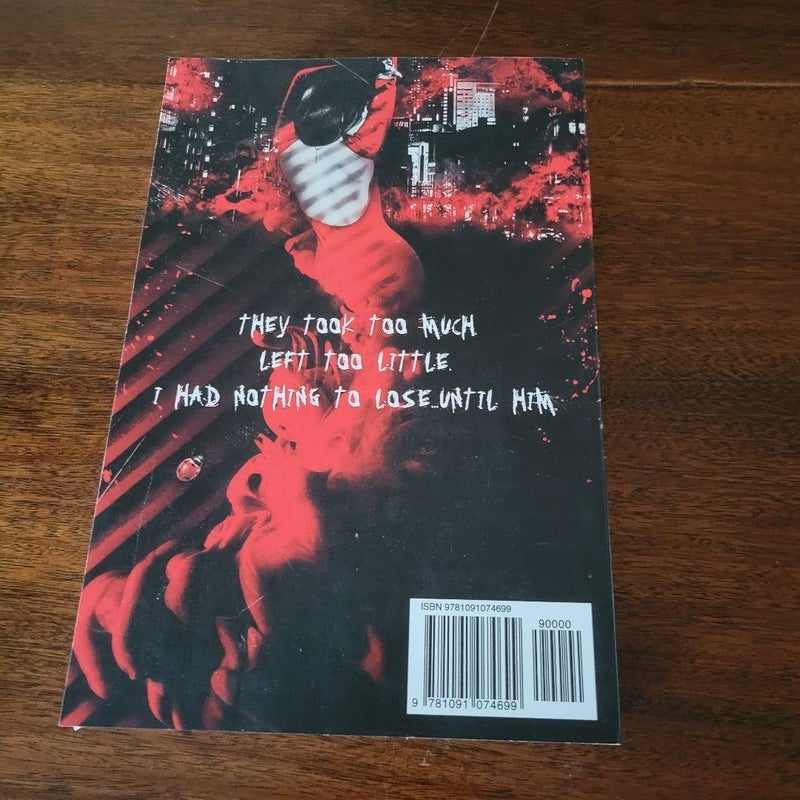 THEY TOOK TOO MUCH
LEFT TOO LITTLE.
I HAD NOTHING TO LOSE...UNTIL HIM.
ISBN 9781091074699
90000
9 781091 074699